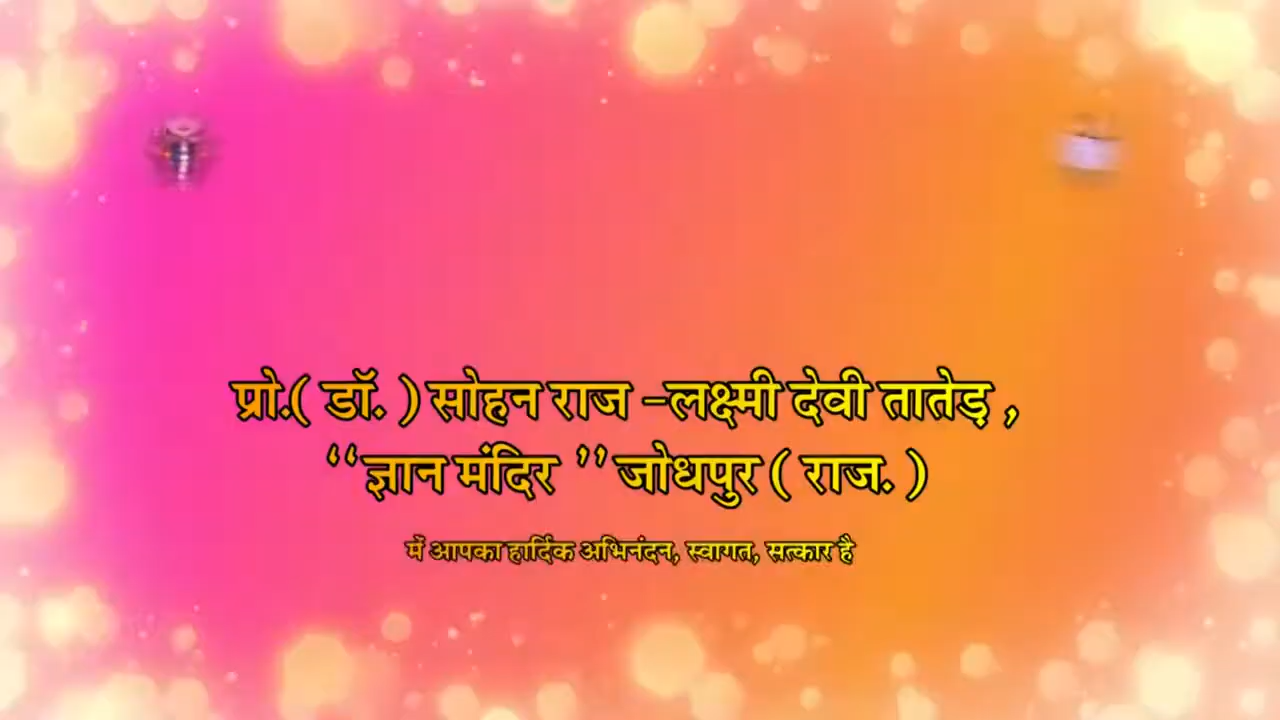 प्रो.( डॉ. ) सोहन राज -लक्ष्मी देवी तातेड़ ,
‘‘ज्ञान मंदिर ’’ जोधपुर ( राज. )
में आपका हार्दिक अभिनंदन, स्वागत, सत्कार है